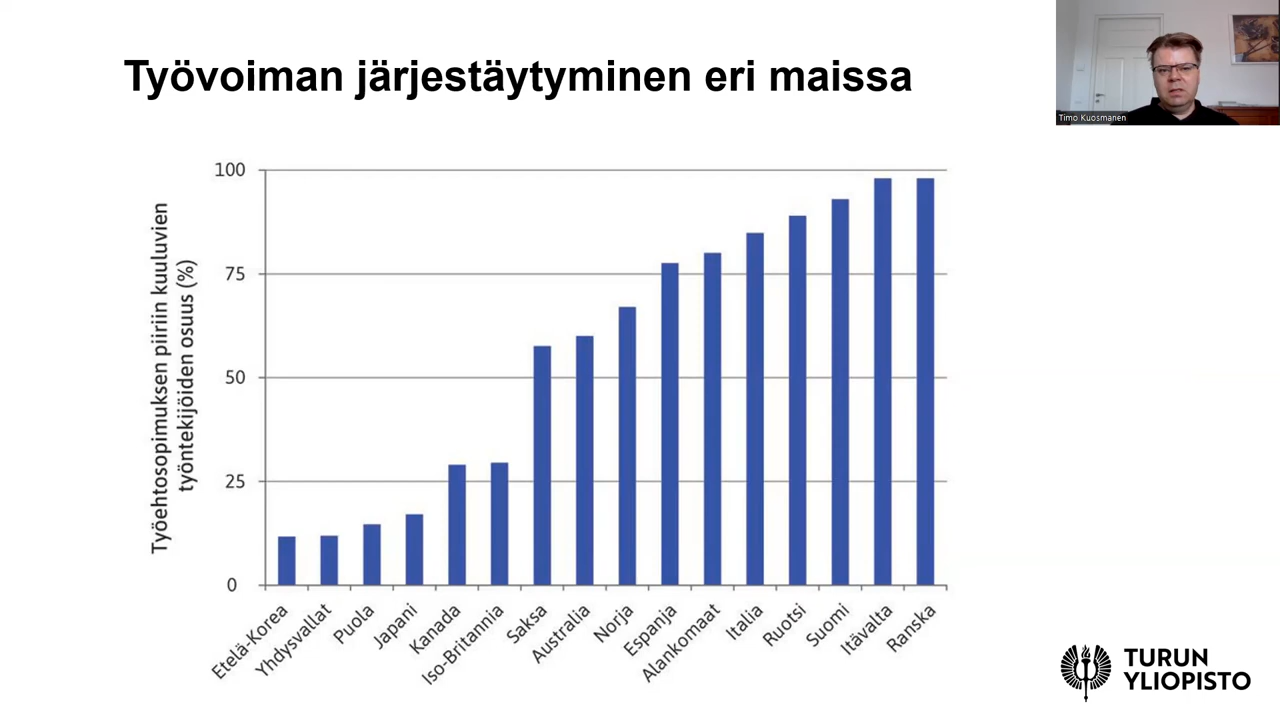 Työvoiman järjestäytyminen eri maissa
Timo Kuosmanen
Työehtosopimuksen piiriin kuuluvien
työntekijöiden osuus (%)
100
75
50
25
0
Etelä-Korea
Yhdysvallat
Puola
Japani
Kanada
Iso-Britannia
Saksa
Australia
Norja
Espanja
Alankomaat
Italia
Ruotsi
Suomi
Itävalta
Ranska
TURUN
YLIOPISTO